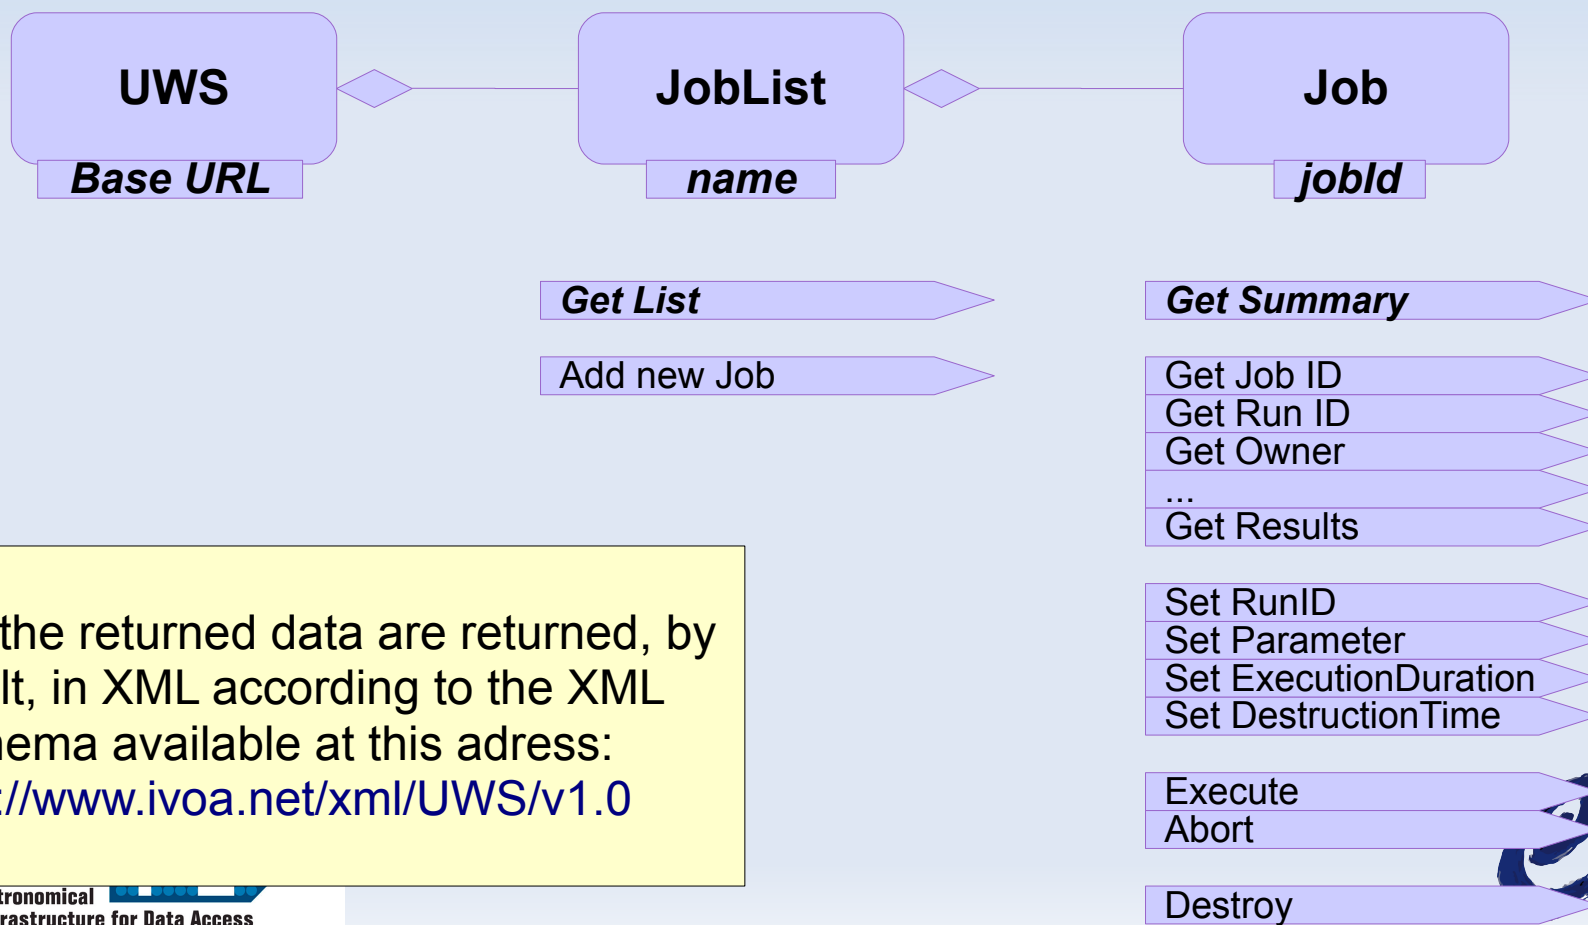 UWS
JobList
Job
Base URL
name
jobId
Get List
Add new Job
Get Summary
Get Job ID
Get Run ID
Get Owner
...
Get Results
Set RunID
Set Parameter
Set ExecutionDuration
Set DestructionTime
Execute
Abort
Destroy
the returned data are returned, by
lt, in XML according to the XML
ema available at this adress:
://www.ivoa.net/xml/UWS/v1.0
tronomical
rastructure for Data Access